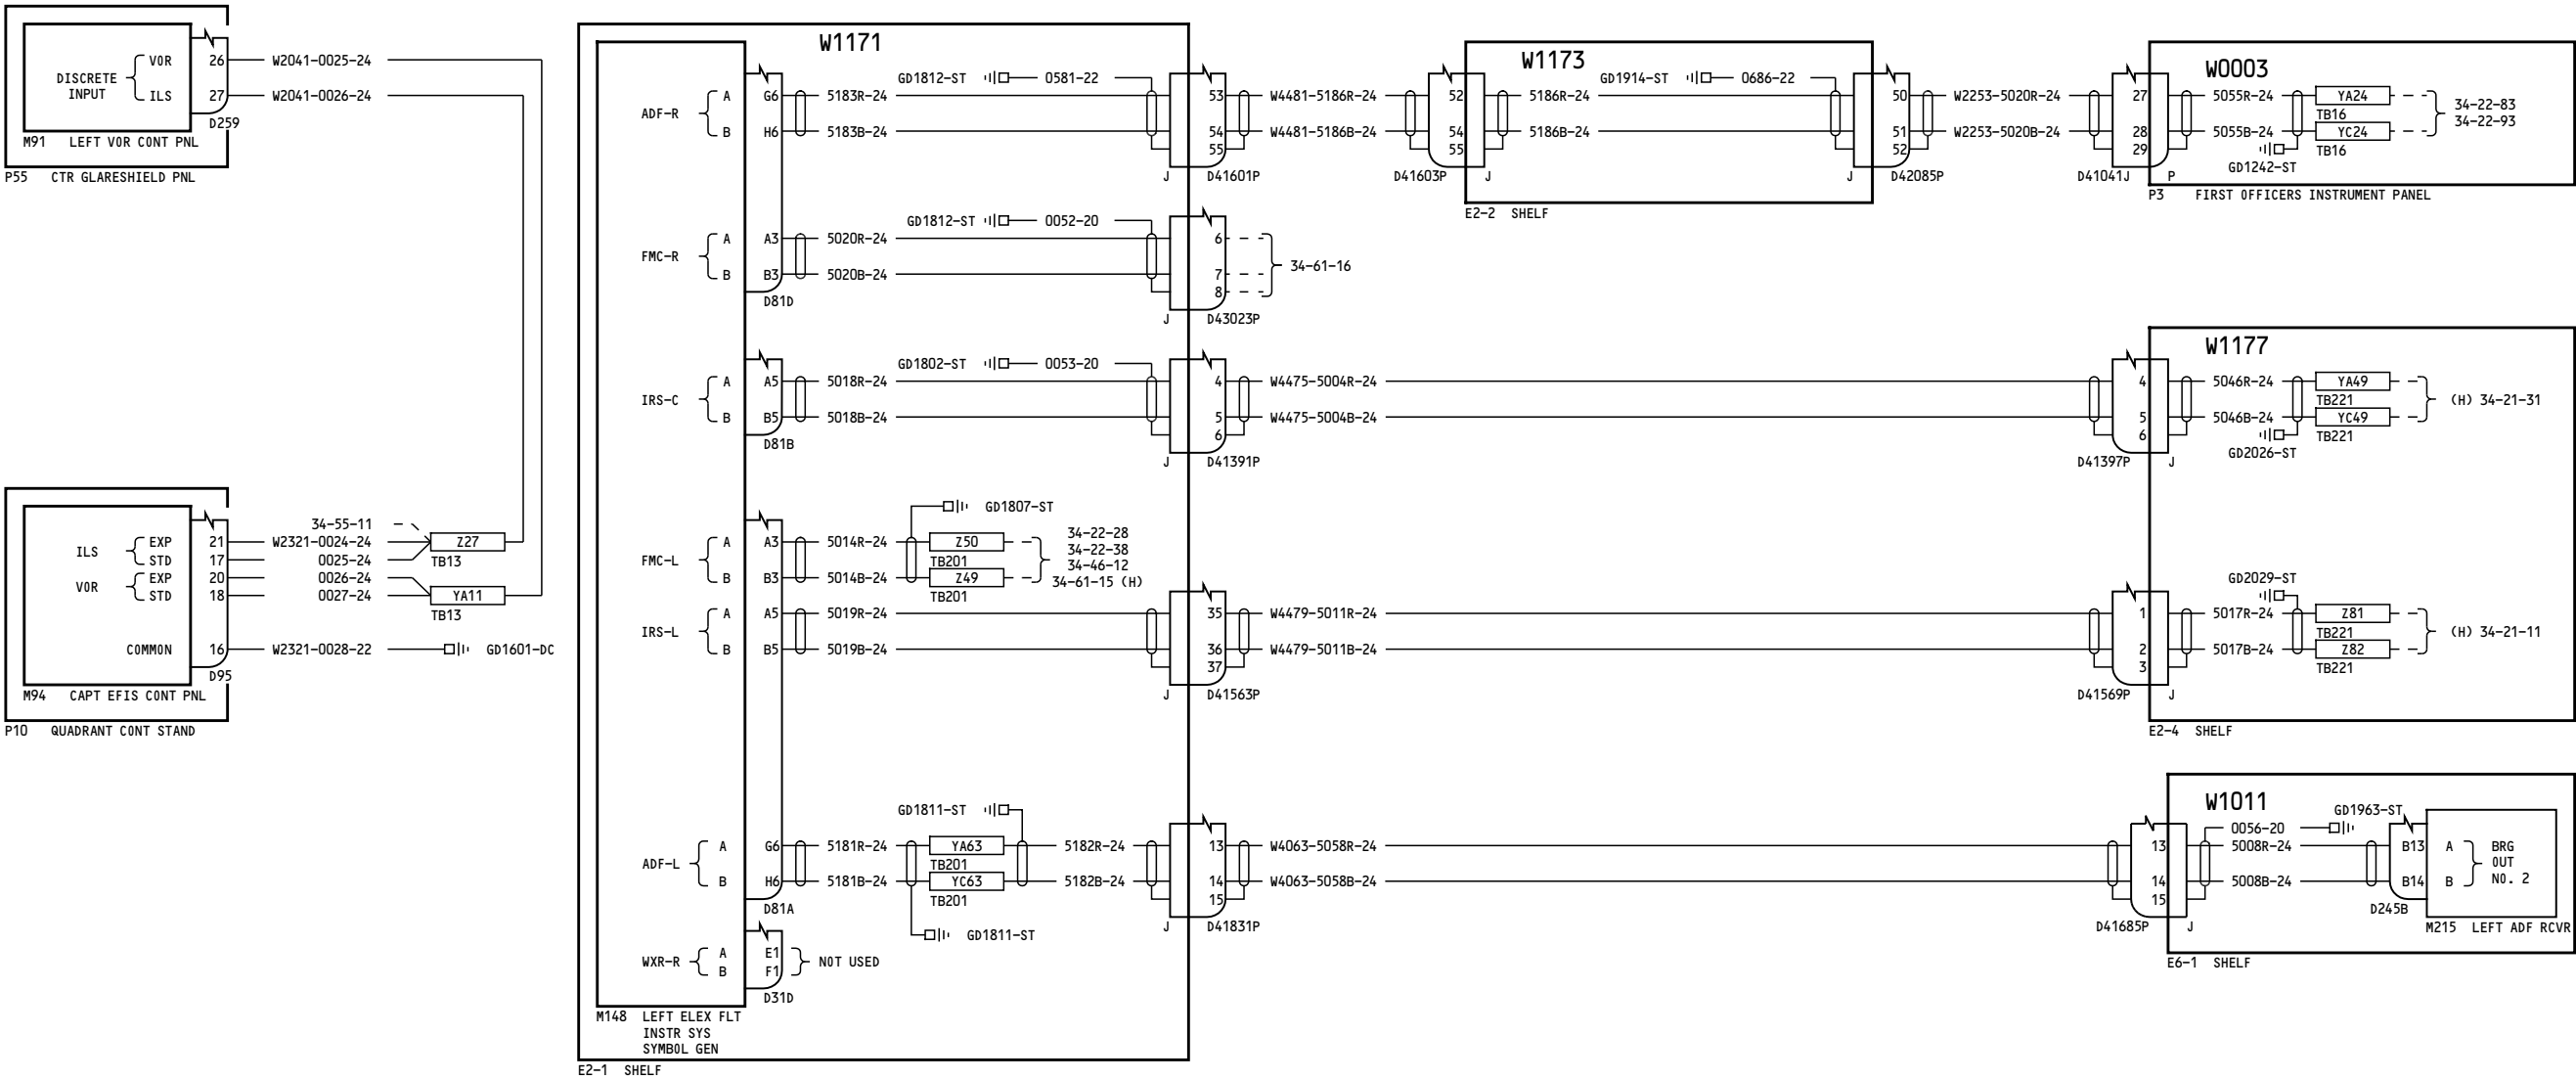 VOR
DISCRETE INPUT
ILS
26
27
D259
M91 LEFT VOR CONT PNL
P55 CTR GLARESHIELD PNL
W2041-0025-24
W2041-0026-24
ILS
EXP
STD
VOR
EXP
STD
COMMON
21
17
20
18
16
D95
M94 CAPT EFIS CONT PNL
P10 QUADRANT CONT STAND
34-55-11
W2321-0024-24
0025-24
0026-24
0027-24
W2321-0028-22
Z27
TB13
YA11
TB13
GD1601-DC
W1171
ADF-R
A G6 5183R-24
B H6 5183B-24
GD1812-ST 0581-22
53
54
55
J D41601P
W4481-5186R-24
W4481-5186B-24
52
54
55
D41603P J
W1173
GD1914-ST 0686-22
5186R-24
5186B-24
E2-2 SHELF
50
51
52
J D42085P
W2253-5020R-24
W2253-5020B-24
27
28
29
D41041J P
W0003
5055R-24 YA24
TB16
5055B-24 YC24
TB16
GD1242-ST
34-22-83
34-22-93
P3 FIRST OFFICERS INSTRUMENT PANEL
FMC-R
A A3 5020R-24
B B3 5020B-24
D81D
GD1812-ST 0052-20
6
7
8
J D43023P
34-61-16
IRS-C
A A5 5018R-24
B B5 5018B-24
D81B
GD1802-ST 0053-20
4
5
6
J D41391P
W4475-5004R-24
W4475-5004B-24
4
5
6
D41397P J
W1177
5046R-24 YA49
TB221
5046B-24 YC49
TB221
GD2026-ST
(H) 34-21-31
FMC-L
A A3 5014R-24
B B3 5014B-24
GD1807-ST
Z50
TB201
Z49
TB201
34-22-28
34-22-38
34-46-12
34-61-15 (H)
IRS-L
A A5 5019R-24
B B5 5019B-24
35
36
37
J D41563P
W4479-5011R-24
W4479-5011B-24
1
2
3
D41569P J
GD2029-ST
5017R-24 Z81
TB221
5017B-24 Z82
TB221
(H) 34-21-11
E2-4 SHELF
ADF-L
A G6 5181R-24
B H6 5181B-24
D81A
GD1811-ST
YA63
TB201
YC63
TB201
GD1811-ST
5182R-24
5182B-24
13
14
15
J D41831P
W4063-5058R-24
W4063-5058B-24
13
14
15
D41685P J
W1011
GD1963-ST
0056-20
5008R-24
5008B-24
B13 A
B14 B
BRG
OUT
NO. 2
D245B
M215 LEFT ADF RCVR
E6-1 SHELF
WXR-R
A E1
B F1
NOT USED
D31D
M148 LEFT ELEX FLT
INSTR SYS
SYMBOL GEN
E2-1 SHELF